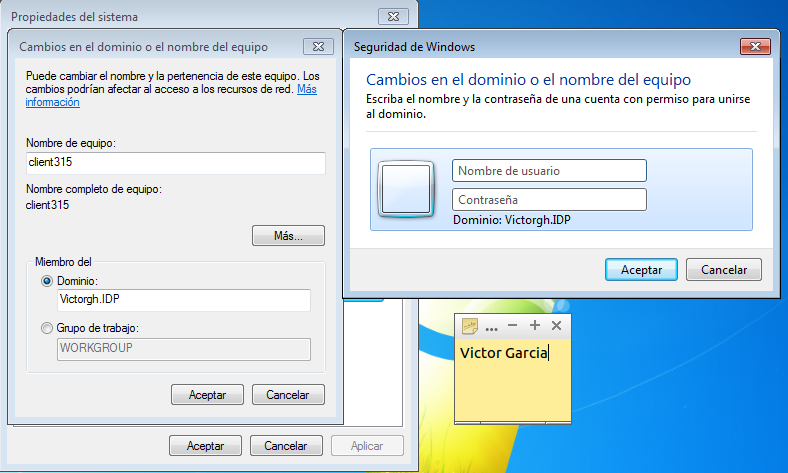 Propiedades del sistema
Cambios en el dominio o el nombre del equipo
Puede cambiar el nombre y la pertenencia de este equipo. Los
cambios podrían afectar al acceso a los recursos de red. Más
información
Nombre de equipo:
client315
Nombre completo de equipo:
client315
Más...
Miembro del
Dominio:
Victorgh.IDP
Grupo de trabajo:
WORKGROUP
Aceptar
Cancelar
Aceptar
Cancelar
Aplicar
Seguridad de Windows
Cambios en el dominio o el nombre del equipo
Escriba el nombre y la contraseña de una cuenta con permiso para unirse
al dominio.
Nombre de usuario
Contraseña
Dominio: Victorgh.IDP
Aceptar
Cancelar
...
Victor Garcia